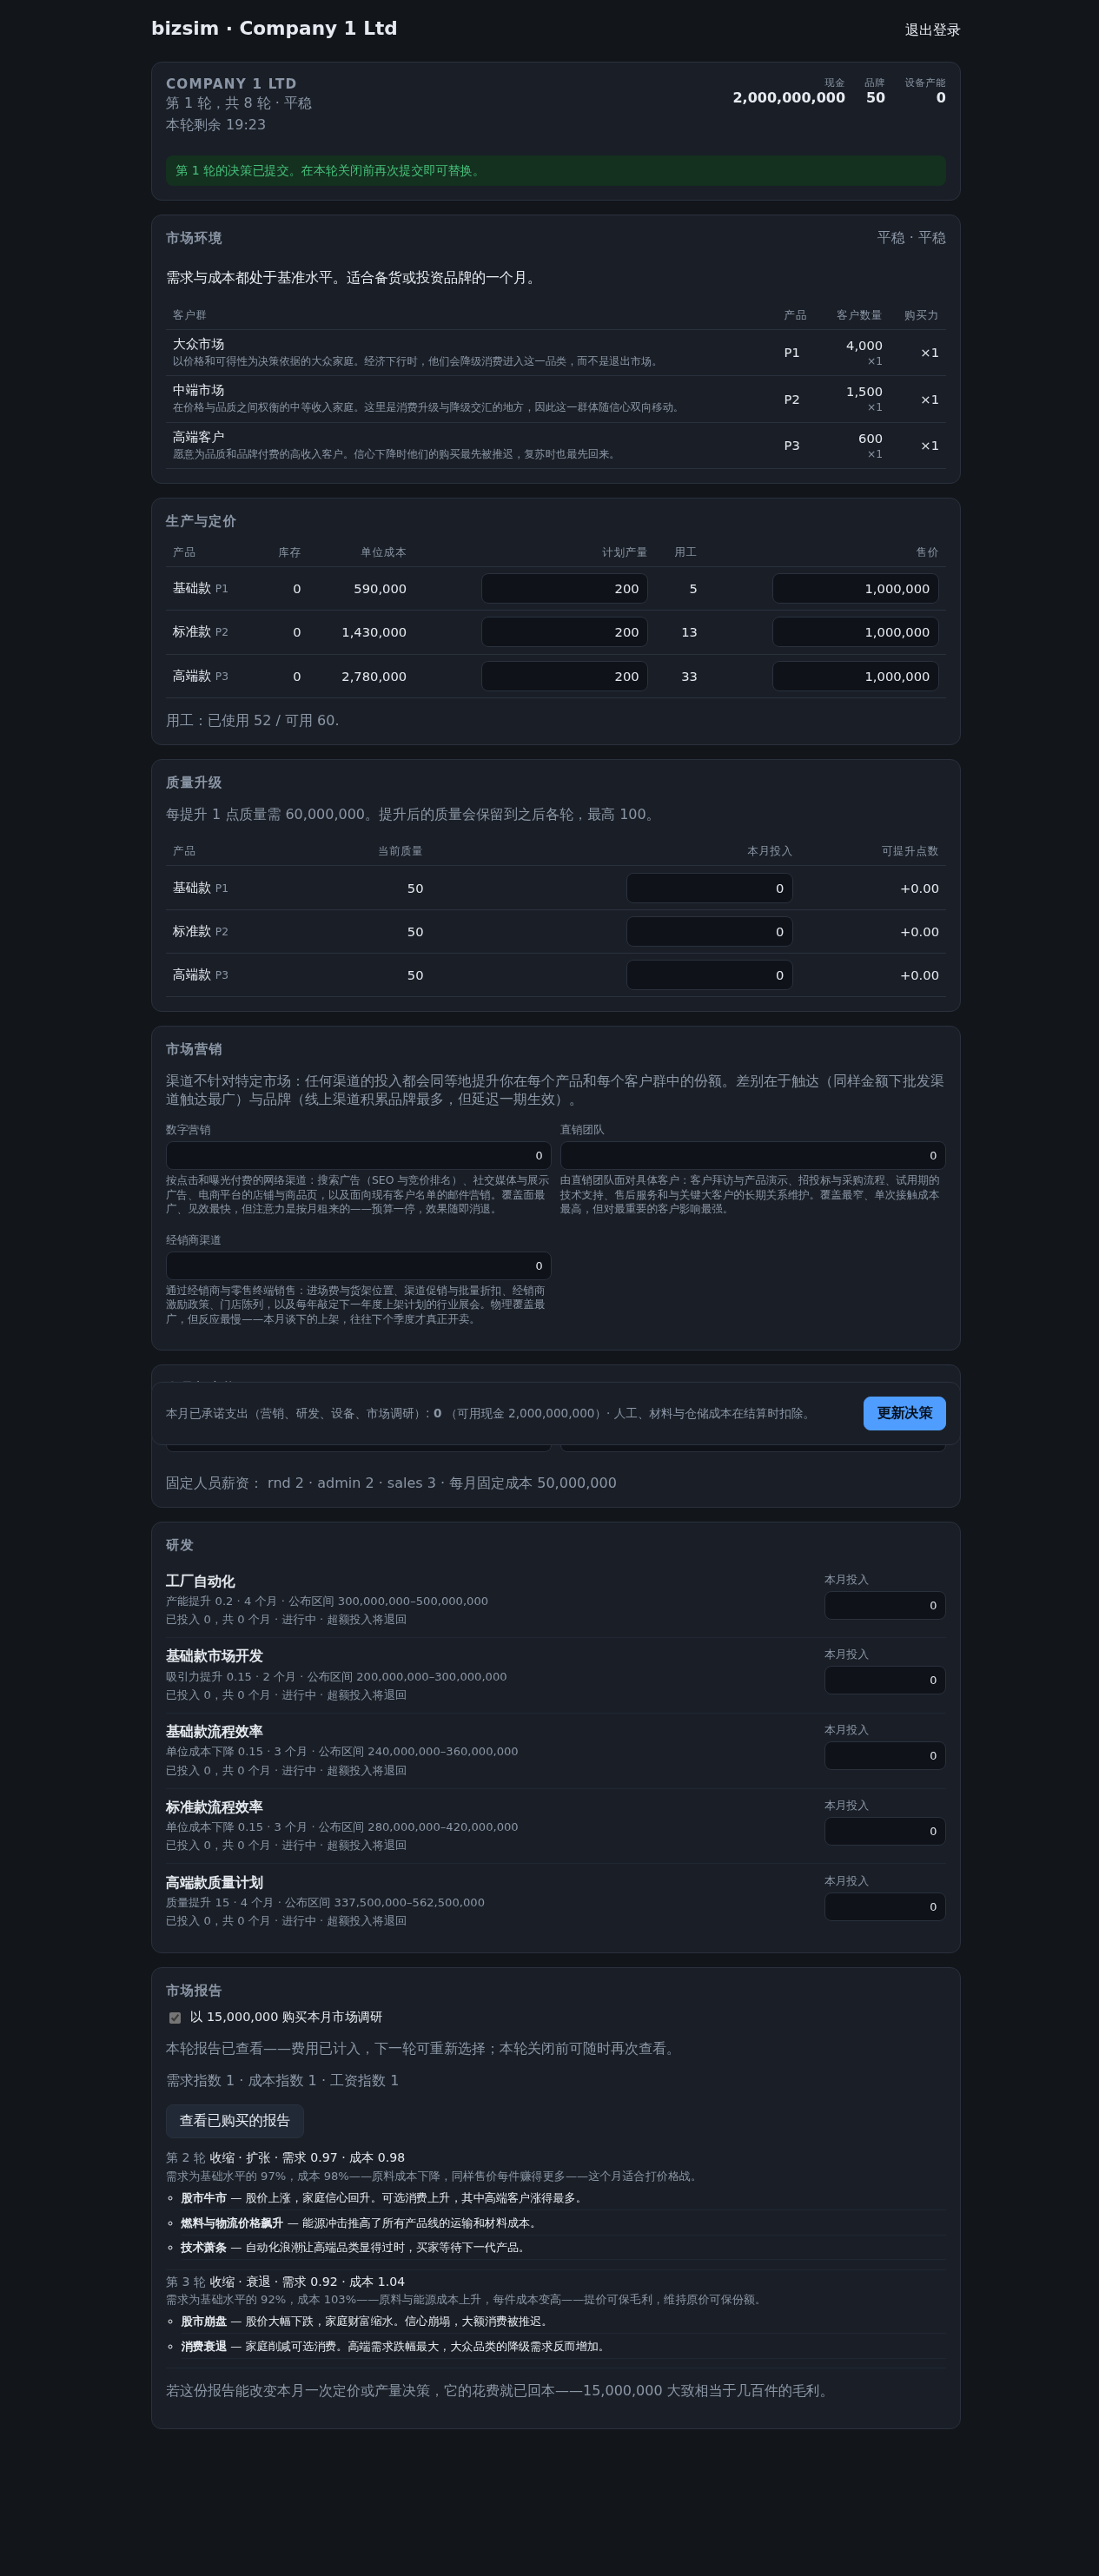 bizsim · Company 1 Ltd
退出登录
COMPANY 1 LTD
第 1 轮，共 8 轮 · 平稳
本轮剩余 19:23
现金 品牌 设备产能
2,000,000,000 50 0
第 1 轮的决策已提交。在本轮关闭前再次提交即可替换。
市场环境
平稳 · 平稳
需求与成本都处于基准水平。适合备货或投资品牌的一个月。
客户群 产品 客户数量 购买力
大众市场
以价格和可得性为决策依据的大众家庭。经济下行时，他们会降级消费进入这一品类，而不是退出市场。
P1 4,000 ×1 ×1
中端市场
在价格与品质之间权衡的中等收入家庭。这里是消费升级与降级交汇的地方，因此这一群体随信心双向移动。
P2 1,500 ×1 ×1
高端客户
愿意为品质和品牌付费的高收入客户。信心下降时他们的购买最先被推迟，复苏时也最先回来。
P3 600 ×1 ×1
生产与定价
产品 库存 单位成本 计划产量 用工 售价
基础款 P1 0 590,000 200 5 1,000,000
标准款 P2 0 1,430,000 200 13 1,000,000
高端款 P3 0 2,780,000 200 33 1,000,000
用工：已使用 52 / 可用 60.
质量升级
每提升 1 点质量需 60,000,000。提升后的质量会保留到之后各轮，最高 100。
产品 当前质量 本月投入 可提升点数
基础款 P1 50 0 +0.00
标准款 P2 50 0 +0.00
高端款 P3 50 0 +0.00
市场营销
渠道不针对特定市场：任何渠道的投入都会同等地提升你在每个产品和每个客户群中的份额。差别在于触达（同样金额下批发渠
道触达最广）与品牌（线上渠道积累品牌最多，但延迟一期生效）。
数字营销
0
按点击和曝光付费的网络渠道：搜索广告（SEO 与竞价排名）、社交媒体与展示
广告、电商平台的店铺与商品页，以及面向现有客户名单的邮件营销。覆盖面最
广、见效最快，但注意力是按月租来的——预算一停，效果随即消退。
直销团队
0
由直销团队面对具体客户：客户拜访与产品演示、招投标与采购流程、试用期的
技术支持、售后服务和与关键大客户的长期关系维护。覆盖最窄、单次接触成本
最高，但对最重要的客户影响最强。
经销商渠道
0
通过经销商与零售终端销售：进场费与货架位置、渠道促销与批量折扣、经销商
激励政策、门店陈列，以及每年敲定下一年度上架计划的行业展会。物理覆盖最
广，但反应最慢——本月谈下的上架，往往下个季度才真正开卖。
本月已承诺支出（营销、研发、设备、市场调研）: 0 （可用现金 2,000,000,000）· 人工、材料与仓储成本在结算时扣除。
更新决策
固定人员薪资： rnd 2 · admin 2 · sales 3 · 每月固定成本 50,000,000
研发
工厂自动化
产能提升 0.2 · 4 个月 · 公布区间 300,000,000–500,000,000
已投入 0，共 0 个月 · 进行中 · 超额投入将退回
本月投入
0
基础款市场开发
吸引力提升 0.15 · 2 个月 · 公布区间 200,000,000–300,000,000
已投入 0，共 0 个月 · 进行中 · 超额投入将退回
本月投入
0
基础款流程效率
单位成本下降 0.15 · 3 个月 · 公布区间 240,000,000–360,000,000
已投入 0，共 0 个月 · 进行中 · 超额投入将退回
本月投入
0
标准款流程效率
单位成本下降 0.15 · 3 个月 · 公布区间 280,000,000–420,000,000
已投入 0，共 0 个月 · 进行中 · 超额投入将退回
本月投入
0
高端款质量计划
质量提升 15 · 4 个月 · 公布区间 337,500,000–562,500,000
已投入 0，共 0 个月 · 进行中 · 超额投入将退回
本月投入
0
市场报告
以 15,000,000 购买本月市场调研
本轮报告已查看——费用已计入，下一轮可重新选择；本轮关闭前可随时再次查看。
需求指数 1 · 成本指数 1 · 工资指数 1
查看已购买的报告
第 2 轮 收缩 · 扩张 · 需求 0.97 · 成本 0.98
需求为基础水平的 97%，成本 98%——原料成本下降，同样售价每件赚得更多——这个月适合打价格战。
股市牛市 — 股价上涨，家庭信心回升。可选消费上升，其中高端客户涨得最多。
燃料与物流价格飙升 — 能源冲击推高了所有产品线的运输和材料成本。
技术萧条 — 自动化浪潮让高端品类显得过时，买家等待下一代产品。
第 3 轮 收缩 · 衰退 · 需求 0.92 · 成本 1.04
需求为基础水平的 92%，成本 103%——原料与能源成本上升，每件成本变高——提价可保毛利，维持原价可保份额。
股市崩盘 — 股价大幅下跌，家庭财富缩水。信心崩塌，大额消费被推迟。
消费衰退 — 家庭削减可选消费。高端需求跌幅最大，大众品类的降级需求反而增加。
若这份报告能改变本月一次定价或产量决策，它的花费就已回本——15,000,000 大致相当于几百件的毛利。